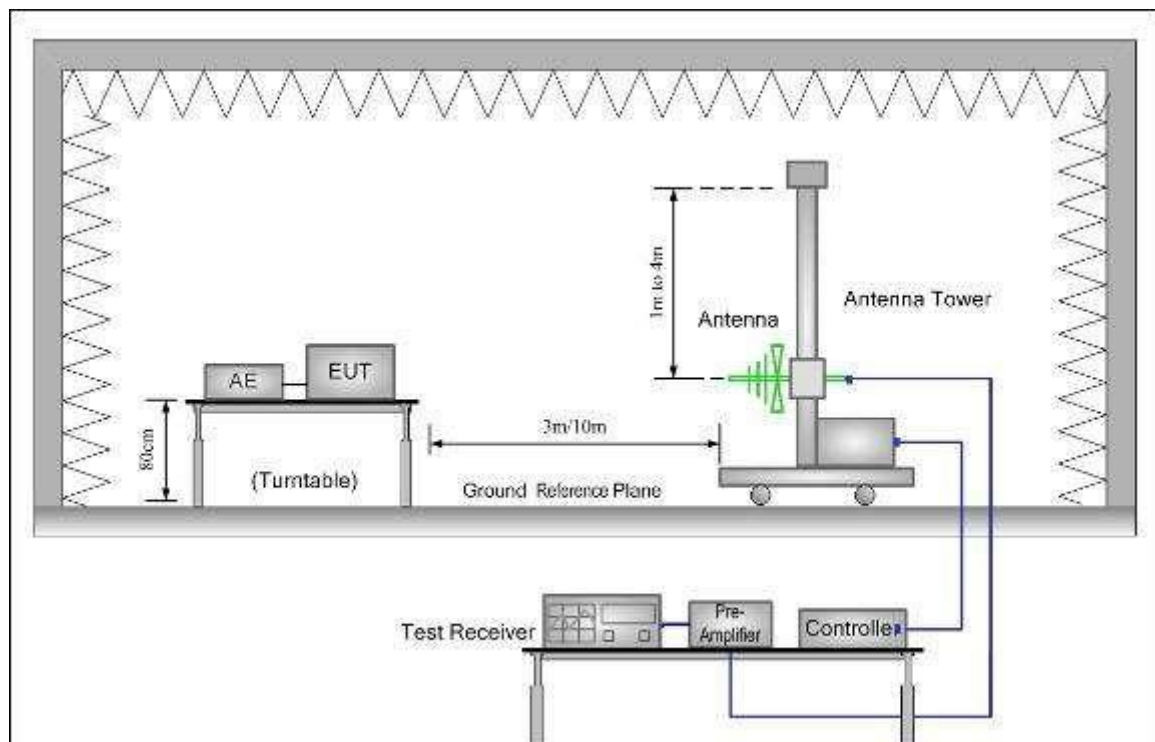 1m to 4m
Antenna Tower
Antenna
AE
EUT
3m/10m
80cm
(Turntable)
Ground Reference Plane
Test Receiver
Pre-
Amplifier
Controlle